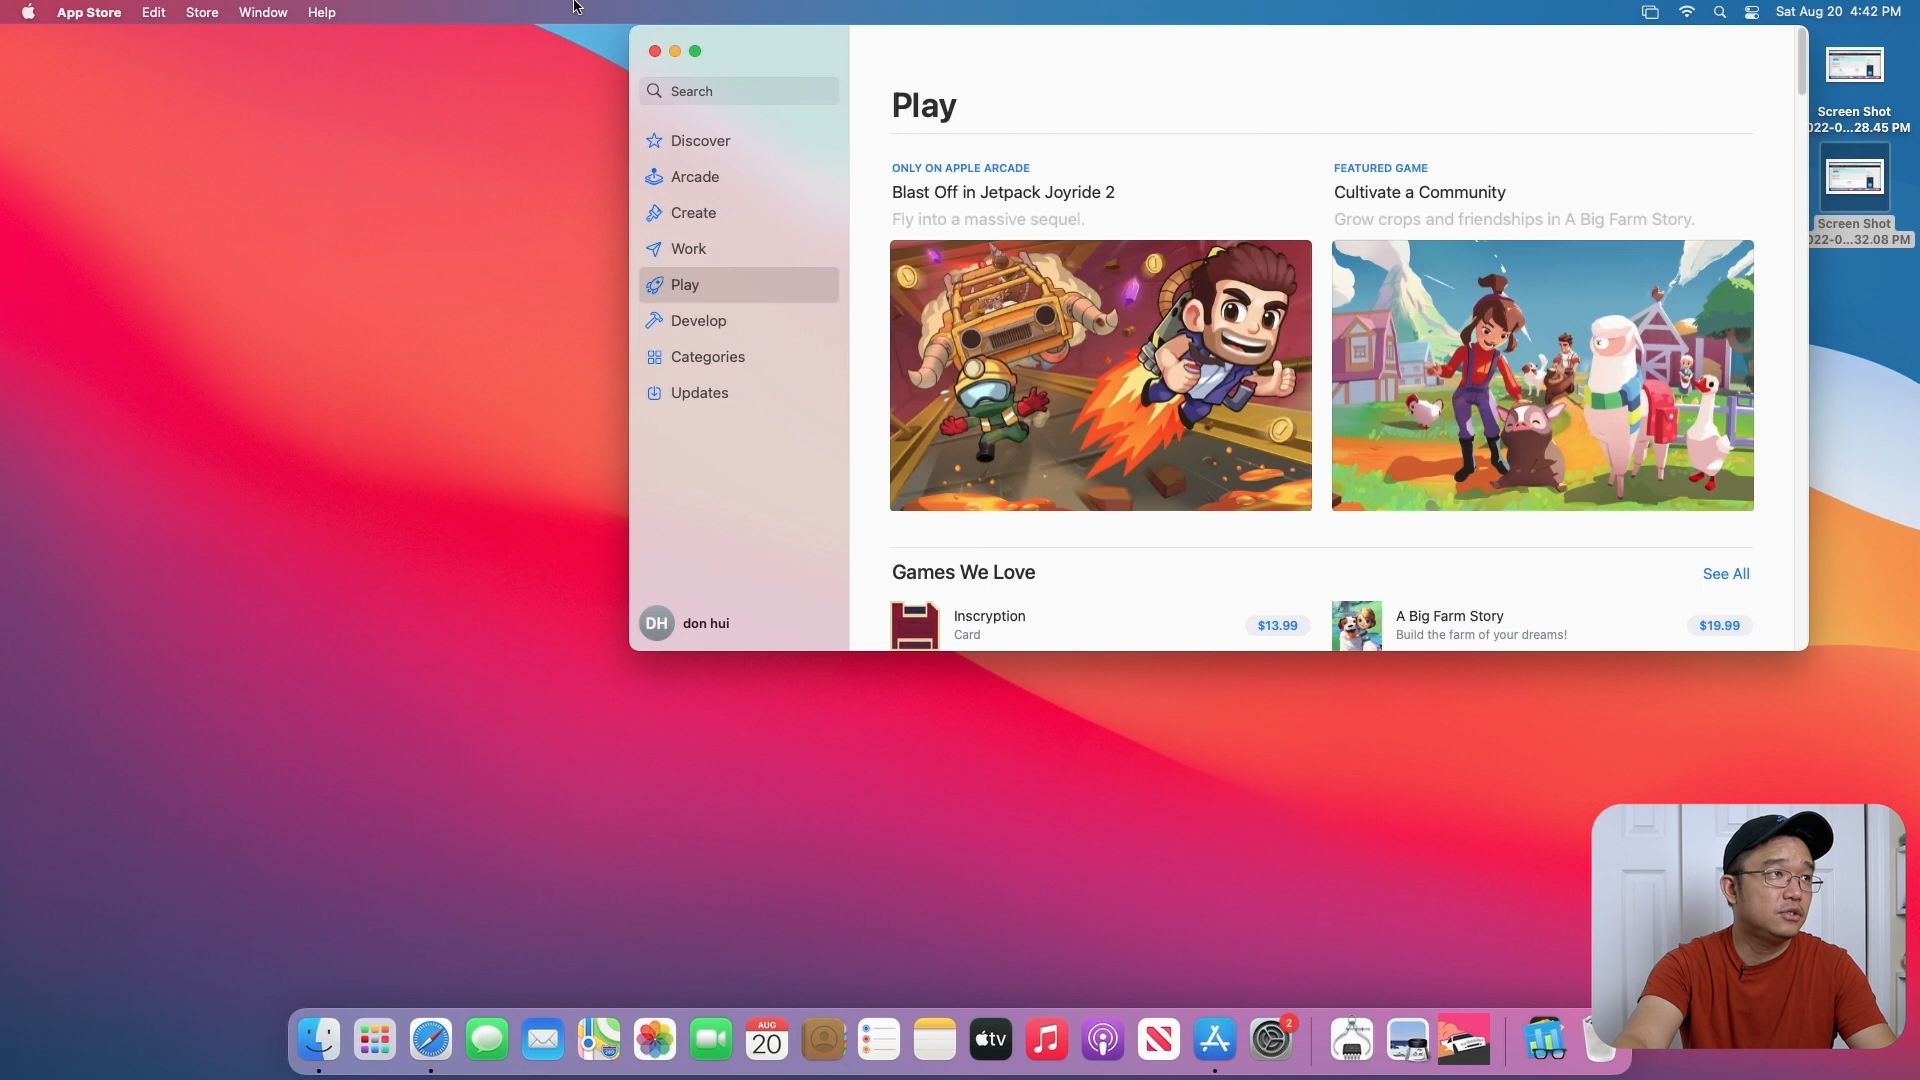 App Store Edit Store Window Help
Sat Aug 20 4:42 PM
Search
Discover
Arcade
Create
Work
Play
Develop
Categories
Updates
DH don hui
Play
ONLY ON APPLE ARCADE
Blast Off in Jetpack Joyride 2
Fly into a massive sequel.
FEATURED GAME
Cultivate a Community
Grow crops and friendships in A Big Farm Story.
Games We Love
See All
Inscryption
Card
$13.99
A Big Farm Story
Build the farm of your dreams!
$19.99
Screen Shot
022-0...28.45 PM
Screen Shot
022-0...32.08 PM
AUG
20
tv
2